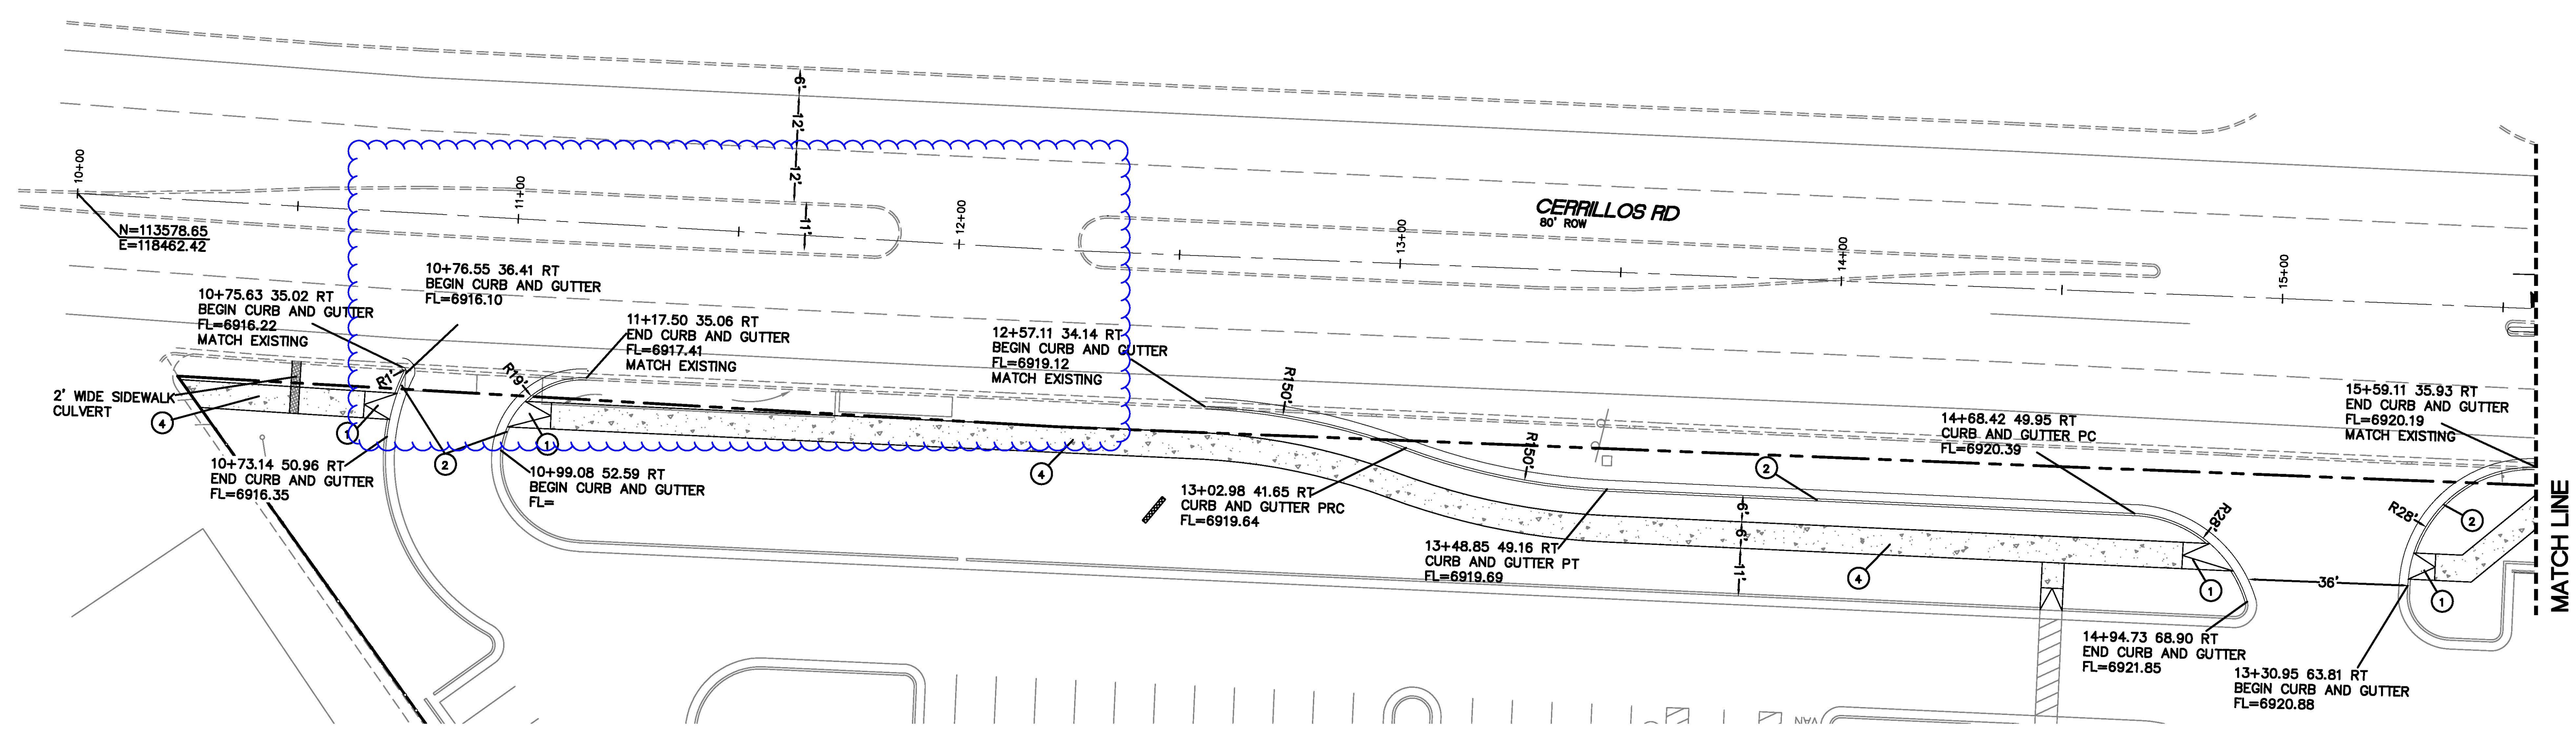 6'
12'
12'
11'
10+00
11+00
12+00
13+00
14+00
15+00
CERRILLOS RD
80' ROW
N=113578.65
E=118462.42
10+76.55 36.41 RT
BEGIN CURB AND GUTTER
FL=6916.10
10+75.63 35.02 RT
BEGIN CURB AND GUTTER
FL=6916.22
MATCH EXISTING
11+17.50 35.06 RT
END CURB AND GUTTER
FL=6917.41
MATCH EXISTING
12+57.11 34.14 RT
BEGIN CURB AND GUTTER
FL=6919.12
MATCH EXISTING
R1'
R19'
R150'
2' WIDE SIDEWALK
CULVERT
4
1
1
2
10+73.14 50.96 RT
END CURB AND GUTTER
FL=6916.35
10+99.08 52.59 RT
BEGIN CURB AND GUTTER
FL=
4
13+02.98 41.65 RT
CURB AND GUTTER PRC
FL=6919.64
R150'
13+48.85 49.16 RT
CURB AND GUTTER PT
FL=6919.69
2
6'
6'
11'
4
14+68.42 49.95 RT
CURB AND GUTTER PC
FL=6920.39
R28'
1
36'
15+59.11 35.93 RT
END CURB AND GUTTER
FL=6920.19
MATCH EXISTING
R28'
2
1
14+94.73 68.90 RT
END CURB AND GUTTER
FL=6921.85
13+30.95 63.81 RT
BEGIN CURB AND GUTTER
FL=6920.88
VAN
MATCH LINE